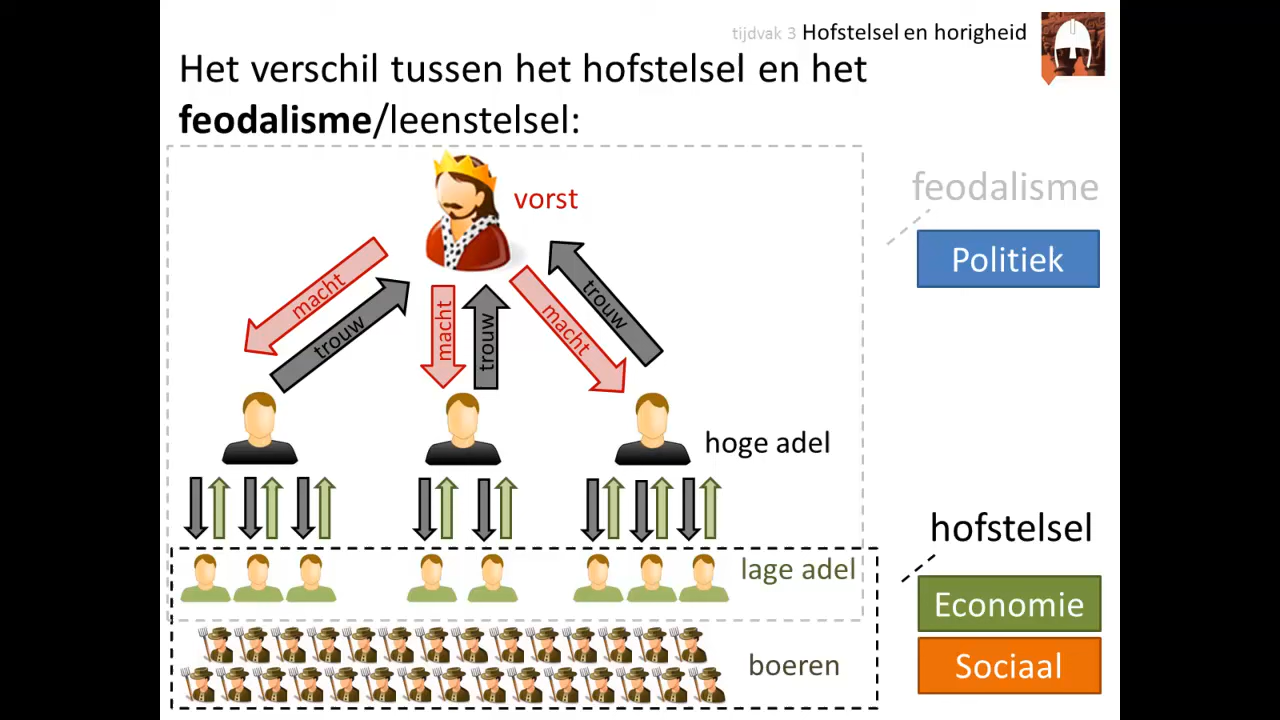 tijdvak 3 Hofstelsel en horigheid
Het verschil tussen het hofstelsel en het
feodalisme/leenstelsel:
vorst
feodalisme
Politiek
macht
trouw
macht
trouw
macht
trouw
hoge adel
hofstelsel
lage adel
Economie
boeren
Sociaal